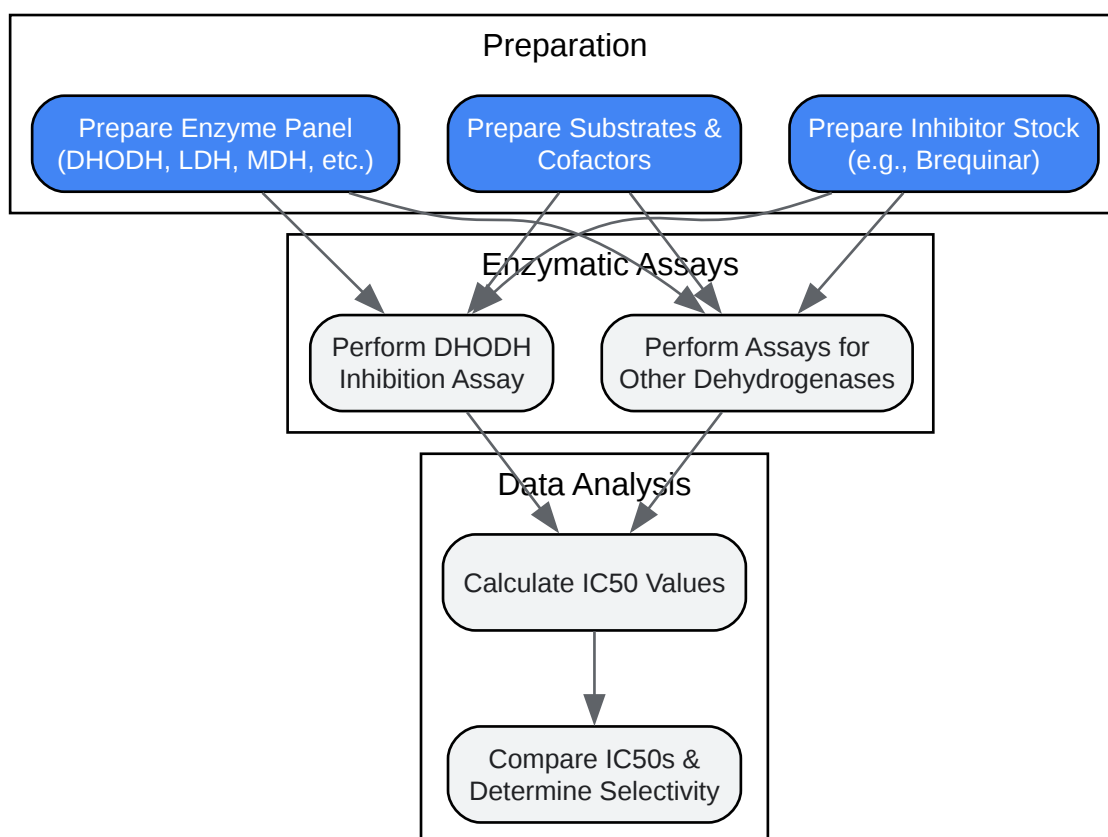 Preparation
Prepare Enzyme Panel
(DHODH, LDH, MDH, etc.)
Prepare Substrates &
Cofactors
Prepare Inhibitor Stock
(e.g., Brequinar)
Enzymatic Assays
Perform DHODH
Inhibition Assay
Perform Assays for
Other Dehydrogenases
Data Analysis
Calculate IC50 Values
Compare IC50s &
Determine Selectivity